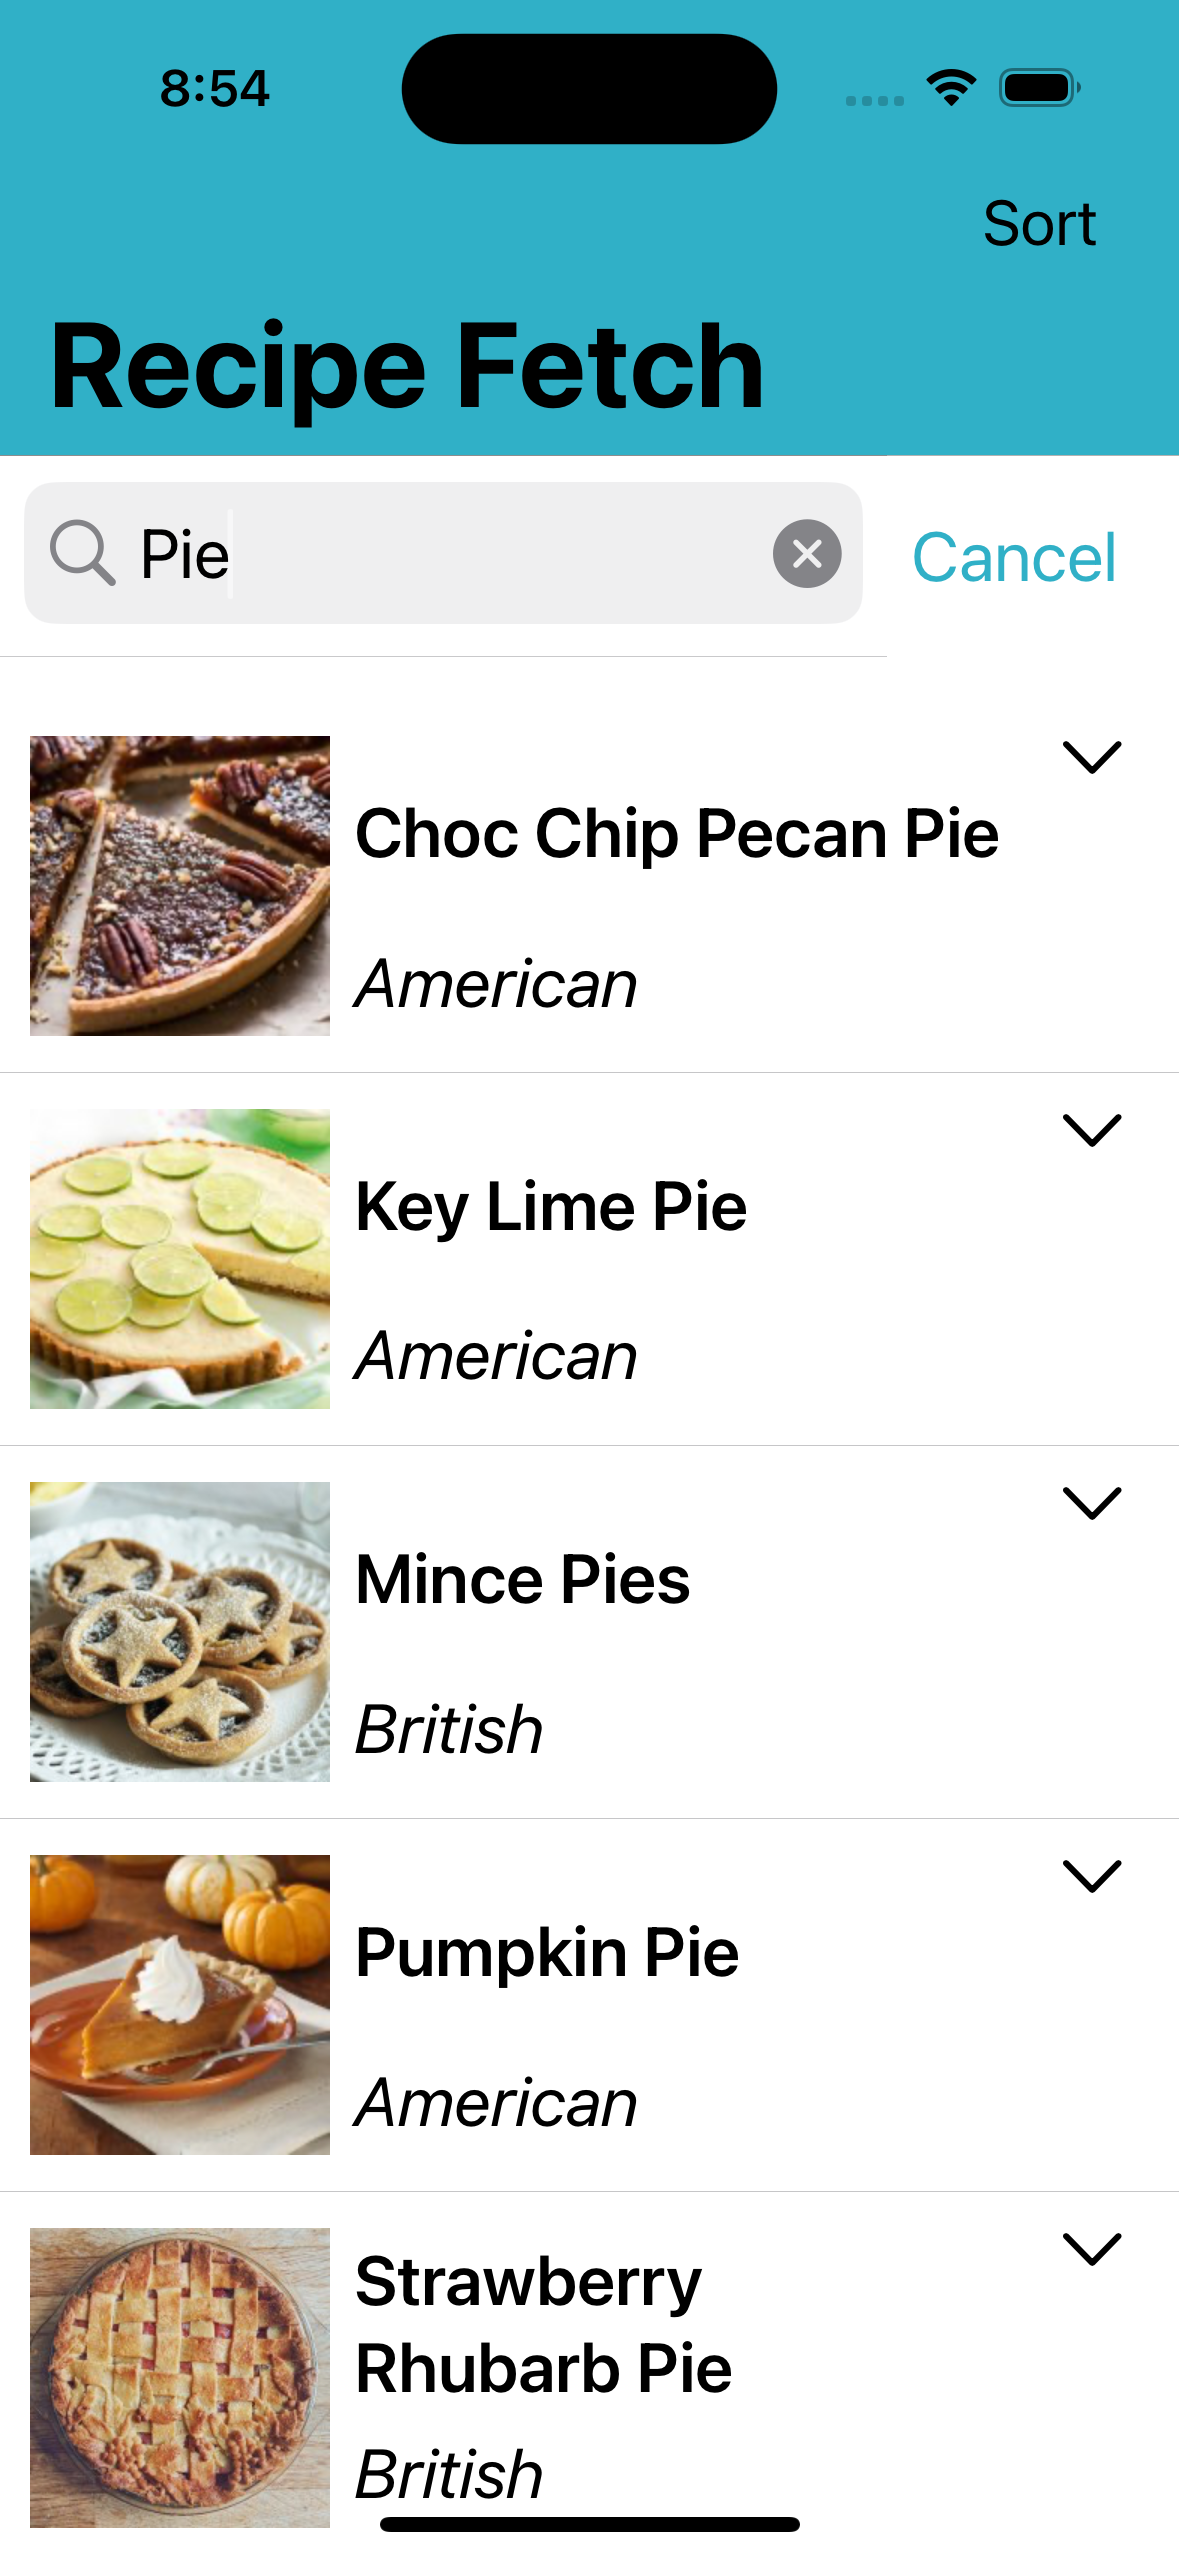 8:54
Sort
Recipe Fetch
Pie
Cancel
Choc Chip Pecan Pie
American
Key Lime Pie
American
Mince Pies
British
Pumpkin Pie
American
Strawberry
Rhubarb Pie
British